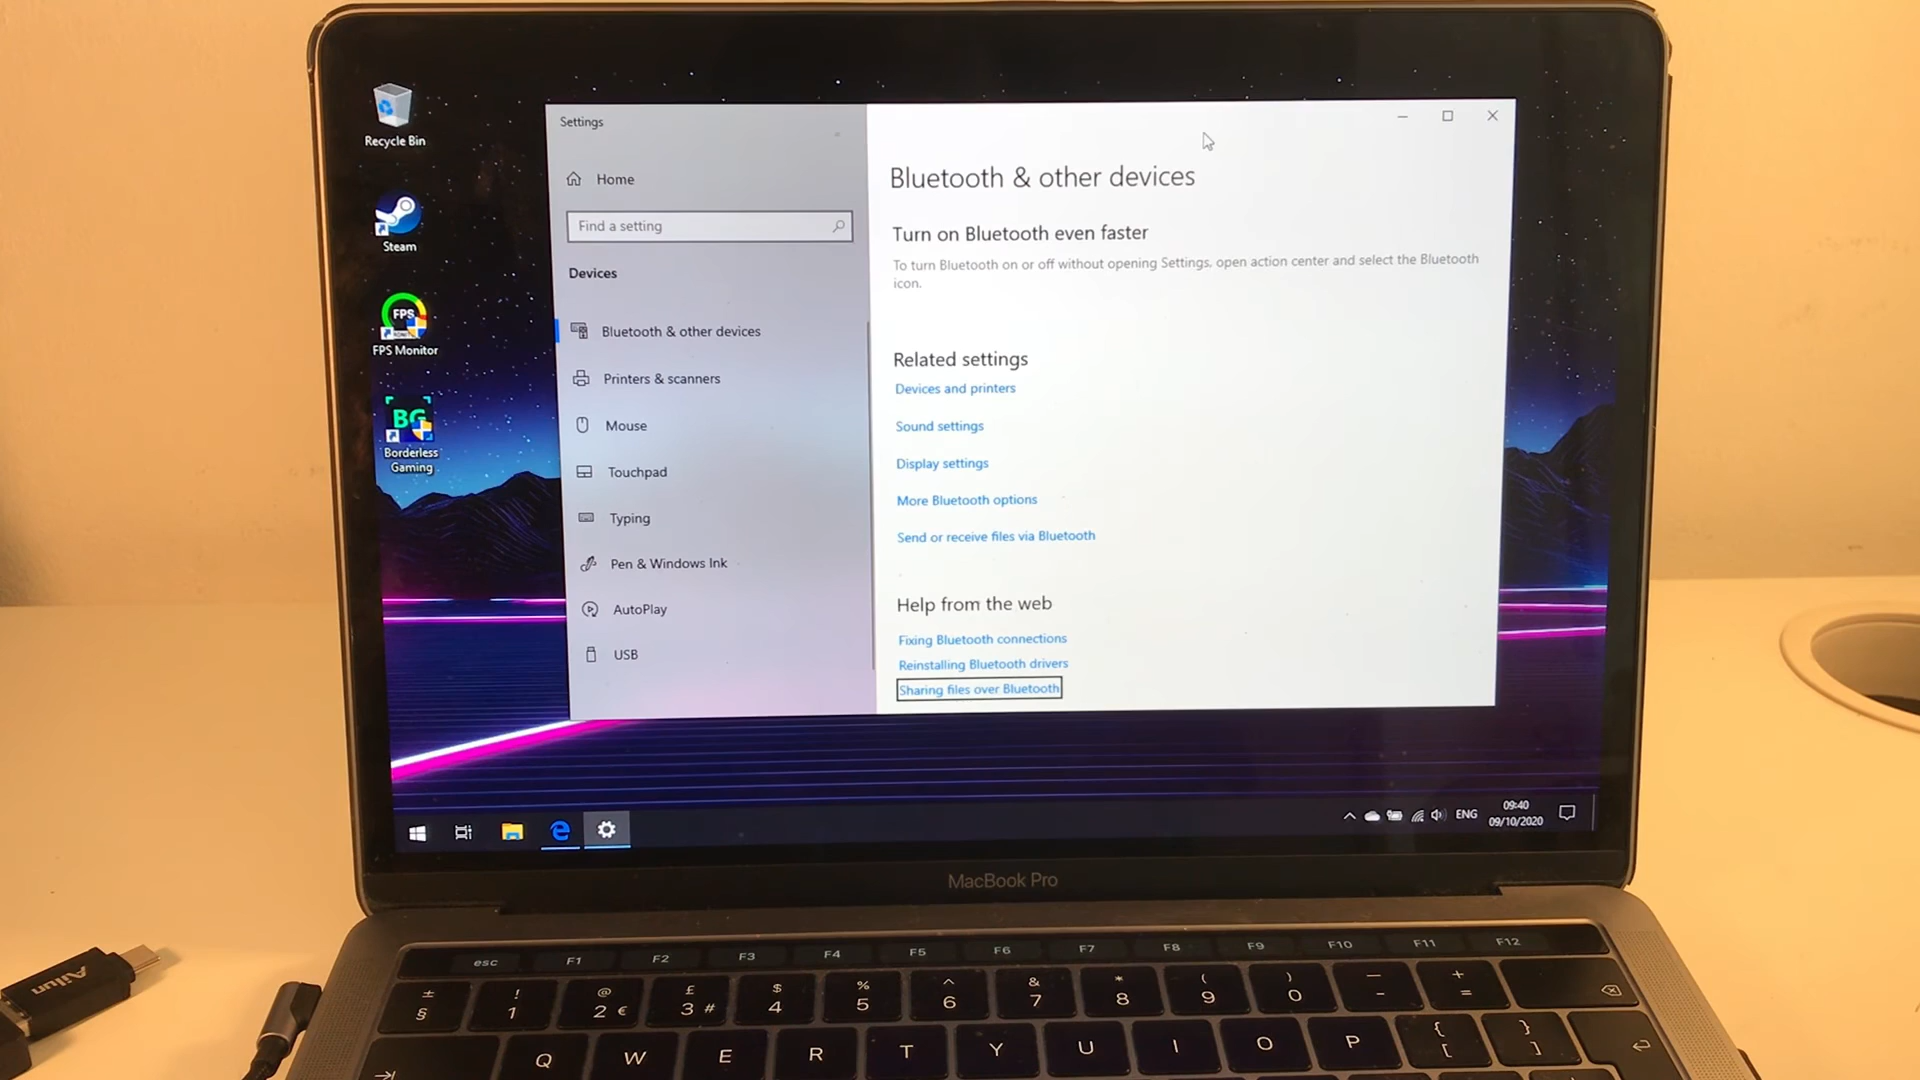 Recycle Bin
Steam
FPS
FPS Monitor
BG
Borderless
Gaming
Settings
Home
Find a setting
Devices
Bluetooth & other devices
Printers & scanners
Mouse
Touchpad
Typing
Pen & Windows Ink
AutoPlay
USB
Bluetooth & other devices
Turn on Bluetooth even faster
To turn Bluetooth on or off without opening Settings, open action center and select the Bluetooth
icon.
Related settings
Devices and printers
Sound settings
Display settings
More Bluetooth options
Send or receive files via Bluetooth
Help from the web
Fixing Bluetooth connections
Reinstalling Bluetooth drivers
Sharing files over Bluetooth
ENG
09:40
09/10/2020
MacBook Pro
Ailun
esc F1 F2 F3 F4 F5 F6 F7 F8 F9 F10 F11 F12
± ! @ £ $ % ^ & * ( ) — +
§ 1 2 € 3 # 4 5 6 7 8 9 0 - =
Q W E R T Y U I O P { [ } ]